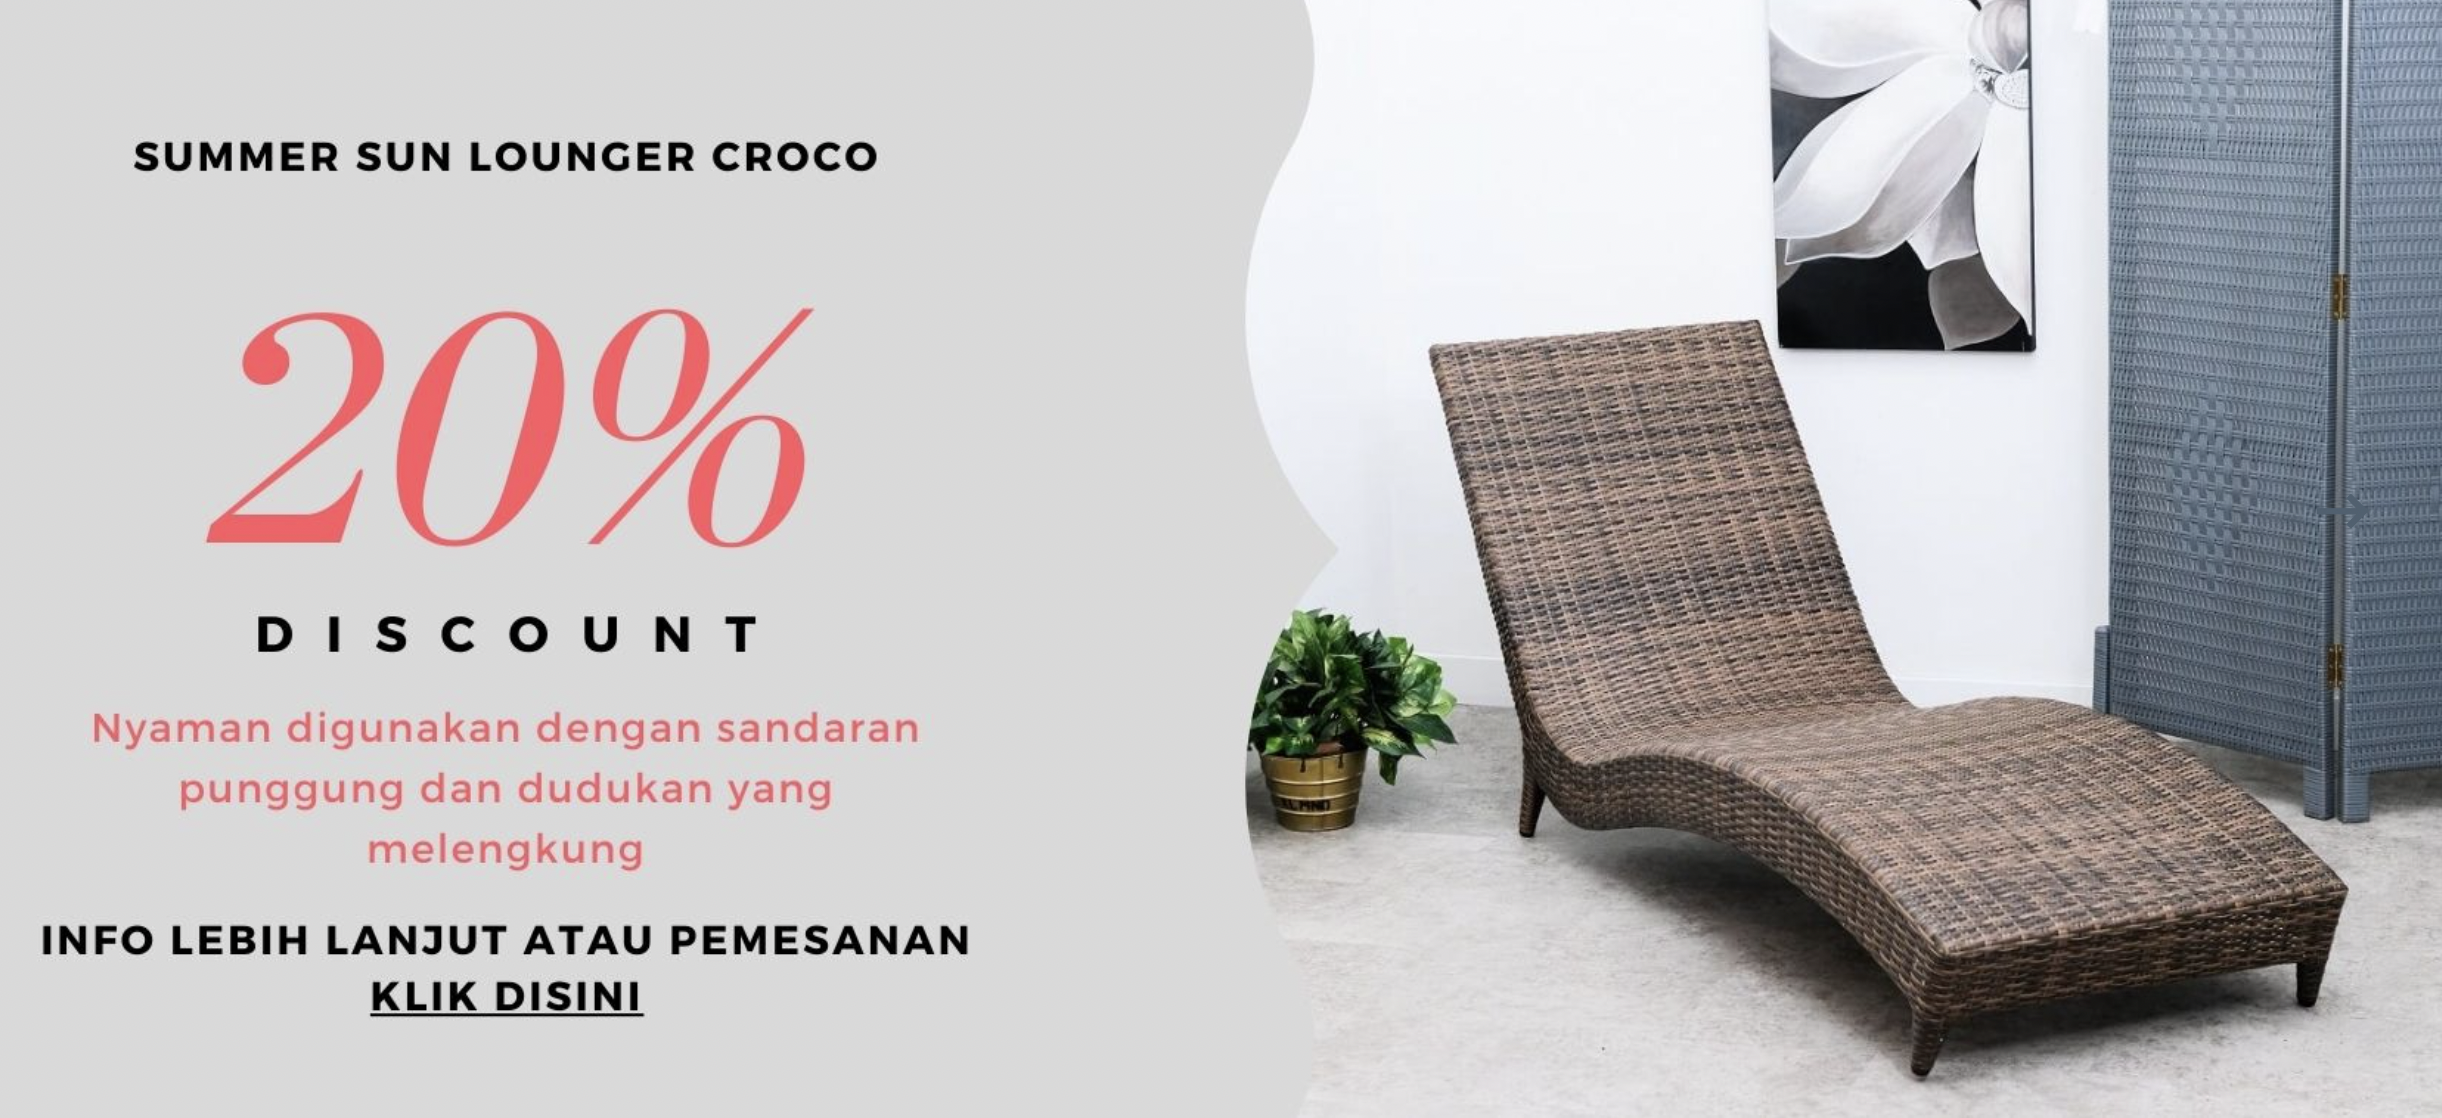 SUMMER SUN LOUNGER CROCO
20%
DISCOUNT
Nyaman digunakan dengan sandaran
punggung dan dudukan yang
melengkung
INFO LEBIH LANJUT ATAU PEMESANAN
KLIK DISINI